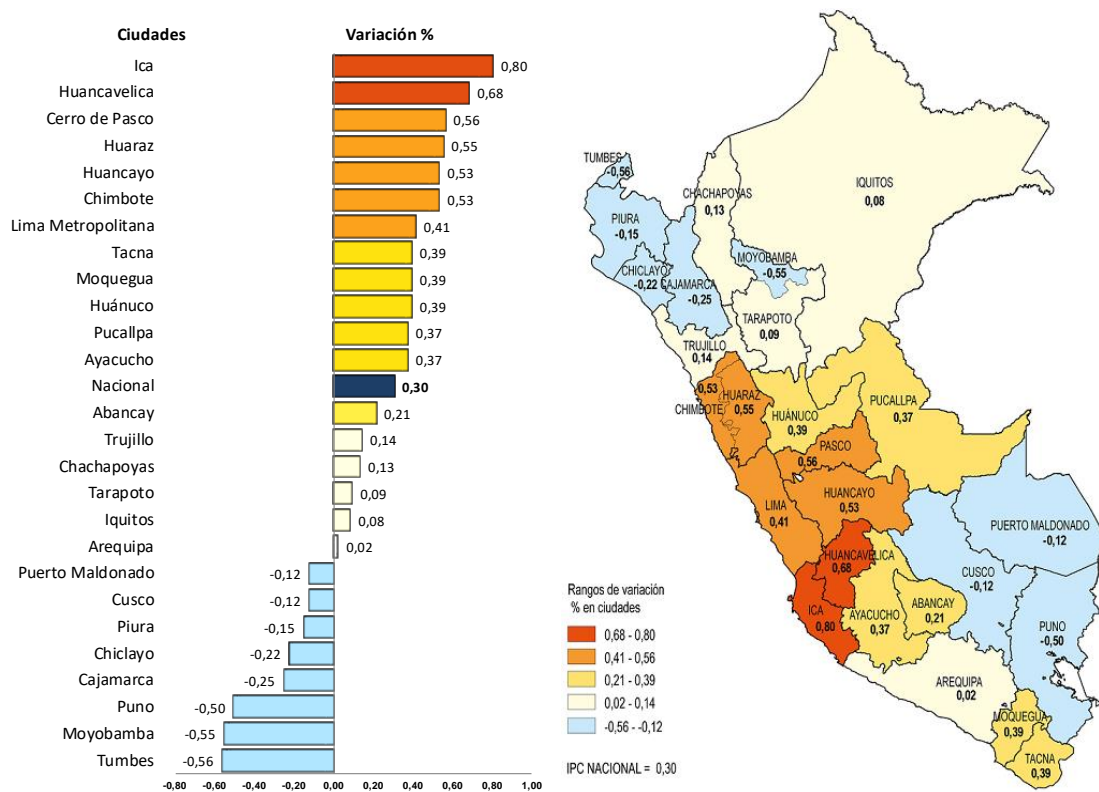 Ciudades Variación %
Ica 0,80
Huancavelica 0,68
Cerro de Pasco 0,56
Huaraz 0,55
Huancayo 0,53
Chimbote 0,53
Lima Metropolitana 0,41
Tacna 0,39
Moquegua 0,39
Huánuco 0,39
Pucallpa 0,37
Ayacucho 0,37
Nacional 0,30
Abancay 0,21
Trujillo 0,14
Chachapoyas 0,13
Tarapoto 0,09
Iquitos 0,08
Arequipa 0,02
Puerto Maldonado -0,12
Cusco -0,12
Piura -0,15
Chiclayo -0,22
Cajamarca -0,25
Puno -0,50
Moyobamba -0,55
Tumbes -0,56
-0,80 -0,60 -0,40 -0,20 0,00 0,20 0,40 0,60 0,80 1,00
TUMBES
-0,56
PIURA
-0,15
CHICLAYO
-0,22
CAJAMARCA
-0,25
CHACHAPOYAS
0,13
IQUITOS
0,08
MOYOBAMBA
-0,55
TARAPOTO
0,09
TRUJILLO
0,14
0,53
CHIMBOTE
HUARAZ
0,55
HUÁNUCO
0,39
PUCALLPA
0,37
PASCO
0,56
LIMA
0,41
HUANCAYO
0,53
HUANCAVELICA
0,68
ICA
0,80
AYACUCHO
0,37
ABANCAY
0,21
CUSCO
-0,12
PUERTO MALDONADO
-0,12
PUNO
-0,50
AREQUIPA
0,02
MOQUEGUA
0,39
TACNA
0,39
Rangos de variación
% en ciudades
0,68 - 0,80
0,41 - 0,56
0,21 - 0,39
0,02 - 0,14
-0,56 - -0,12
IPC NACIONAL = 0,30